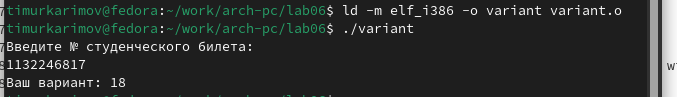 timurkarimov@fedora:~/work/arch-pc/lab06$ ld -m elf_i386 -o variant variant.o
timurkarimov@fedora:~/work/arch-pc/lab06$ ./variant
Введите № студенческого билета:
1132246817
Ваш вариант: 18